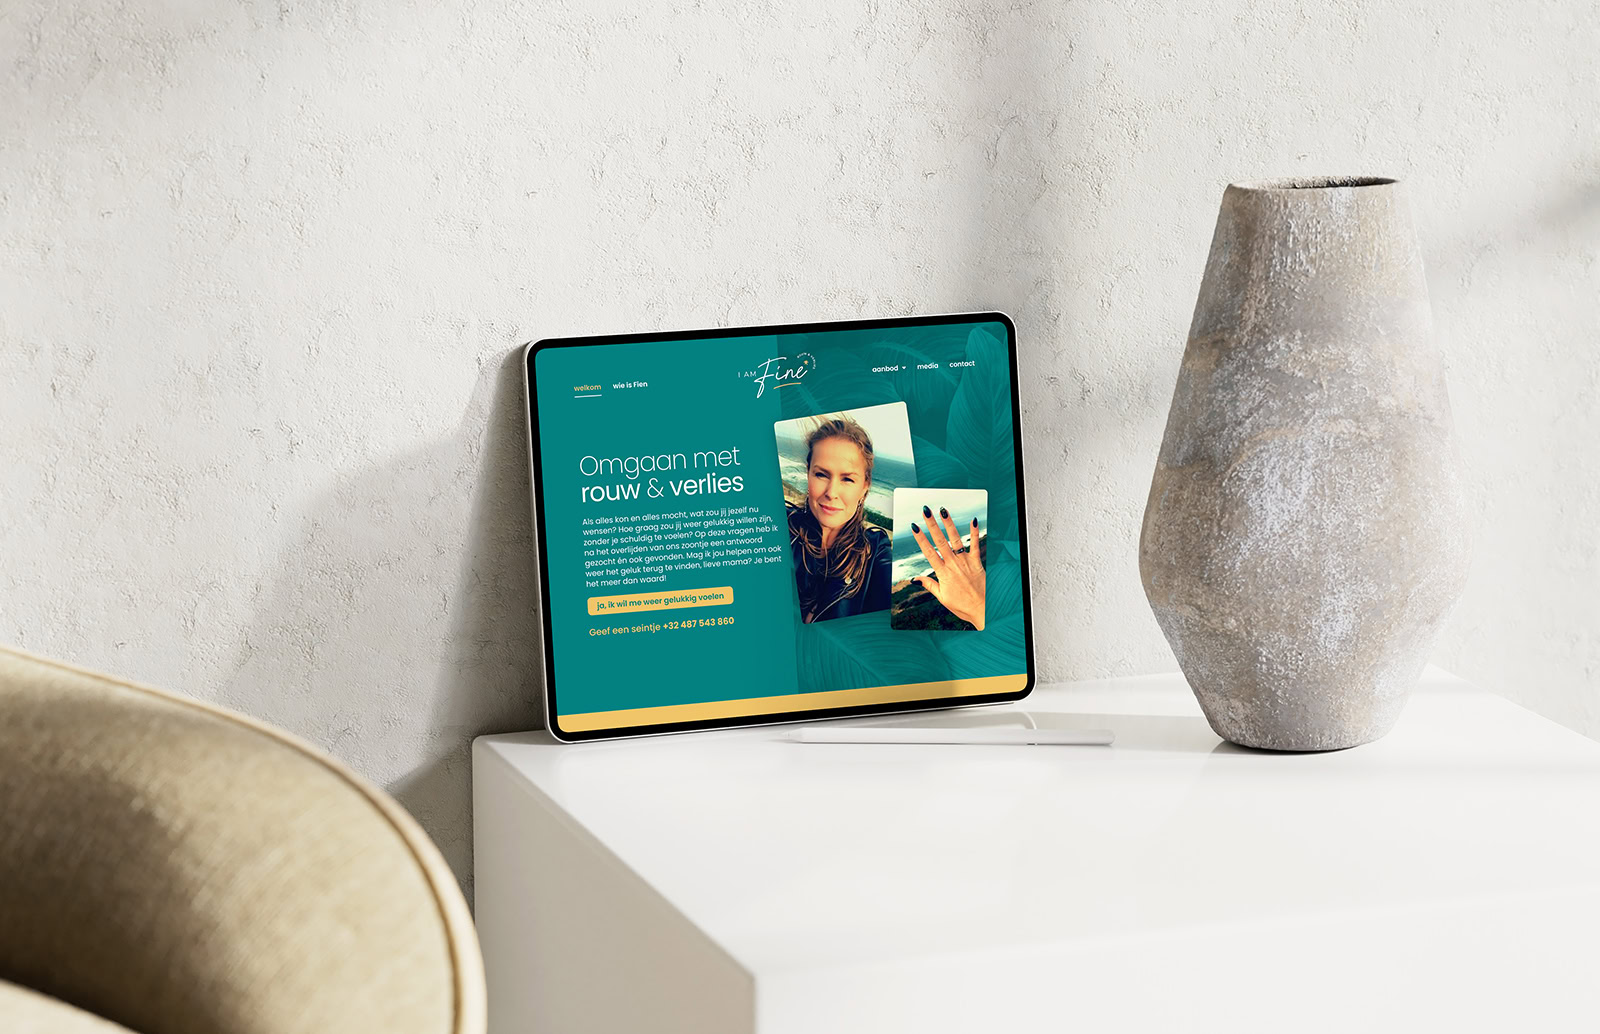 welkom wie is Fien
I AM Fine
aanbod media contact
Omgaan met
rouw & verlies
Als alles kon en alles mocht, wat zou jij jezelf nu
wensen? Hoe graag zou jij weer gelukkig willen zijn,
zonder je schuldig te voelen? Op deze vragen heb ik
na het overlijden van ons zoontje een antwoord
gezocht én ook gevonden. Mag ik jou helpen om ook
weer het geluk terug te vinden, lieve mama? Je bent
het meer dan waard!
ja, ik wil me weer gelukkig voelen
Geef een seintje +32 487 543 860